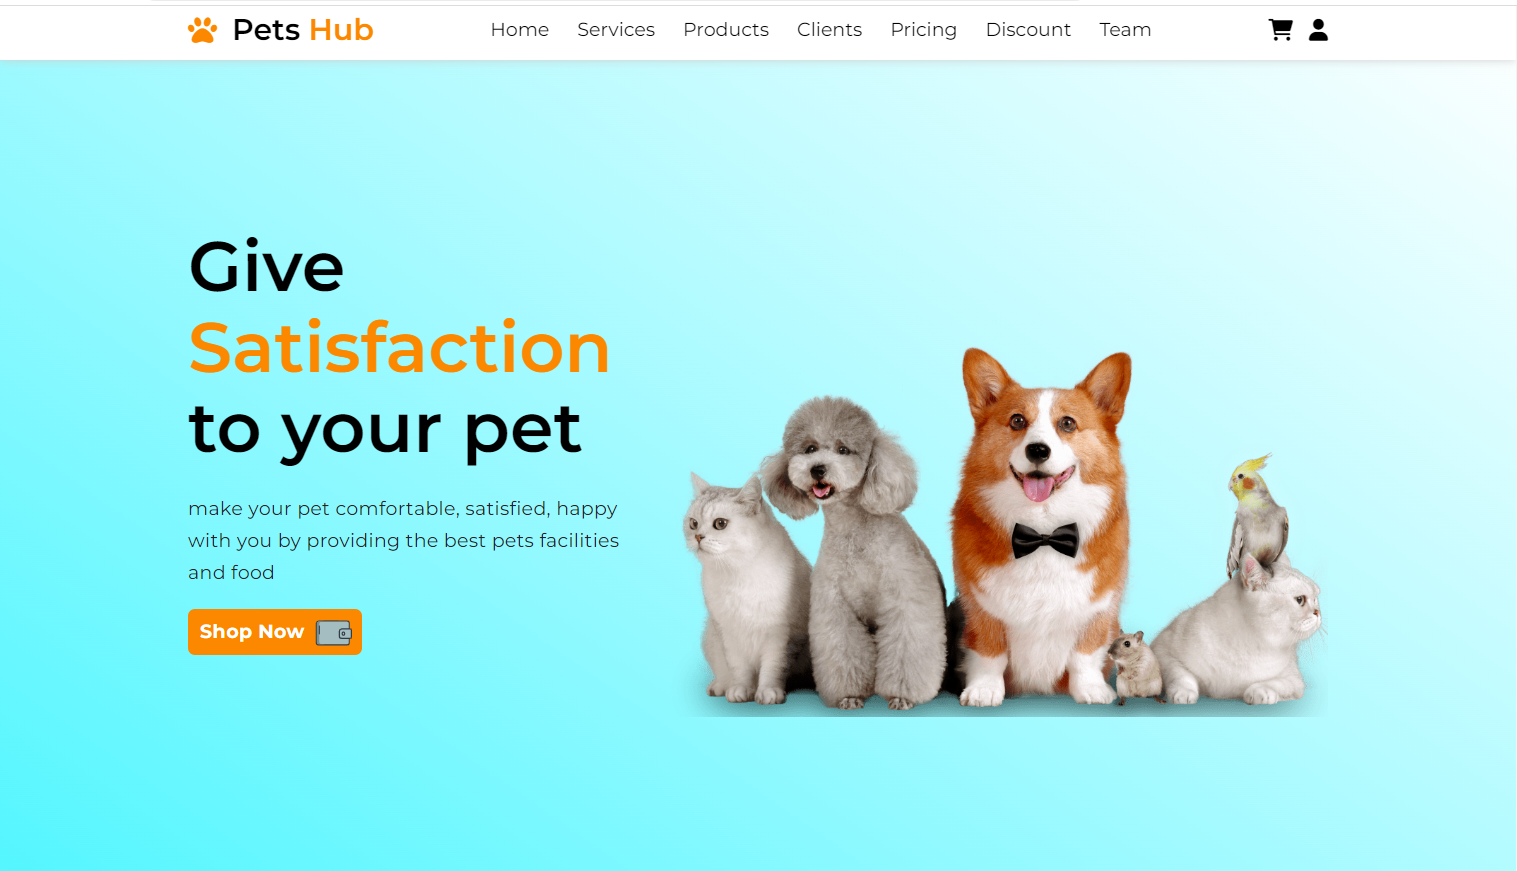 Pets Hub Home Services Products Clients Pricing Discount Team
Give
Satisfaction
to your pet
make your pet comfortable, satisfied, happy
with you by providing the best pets facilities
and food
Shop Now